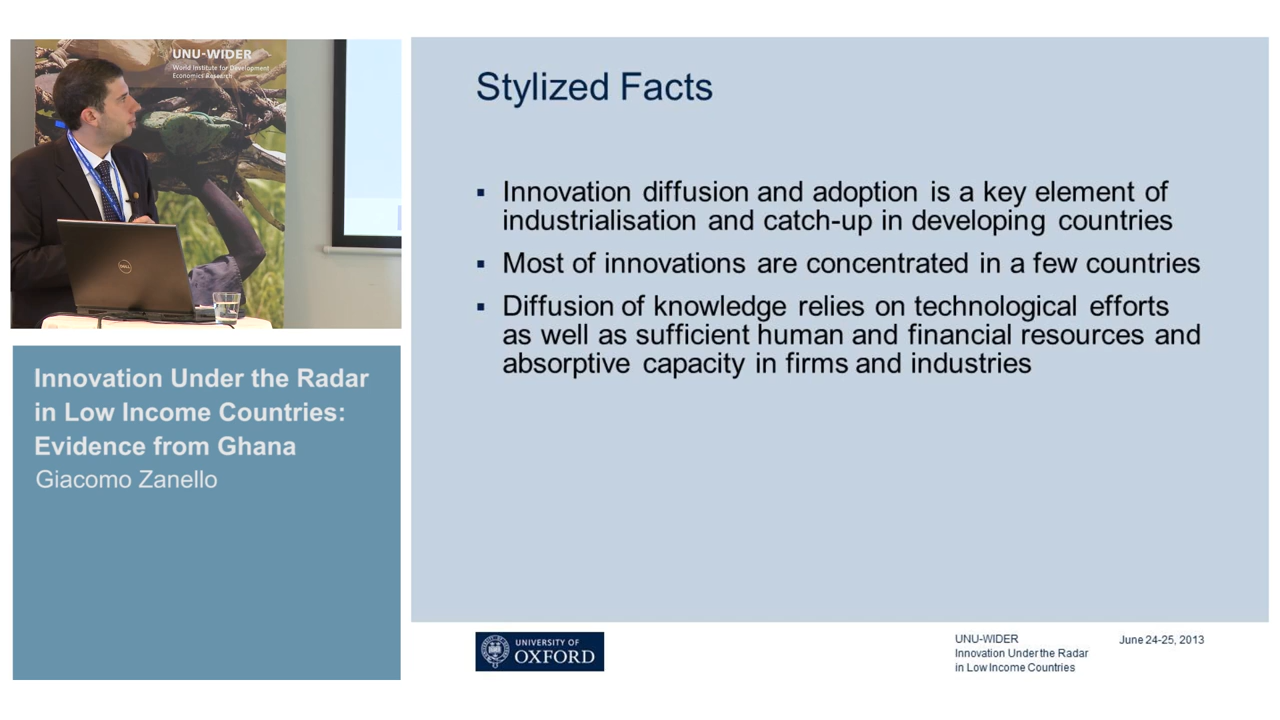 UNU-WIDER
World Institute for Development
Economics Research
DELL
Innovation Under the Radar
in Low Income Countries:
Evidence from Ghana
Giacomo Zanello
Stylized Facts
▪ Innovation diffusion and adoption is a key element of
industrialisation and catch-up in developing countries
▪ Most of innovations are concentrated in a few countries
▪ Diffusion of knowledge relies on technological efforts
as well as sufficient human and financial resources and
absorptive capacity in firms and industries
UNIVERSITY OF
OXFORD
UNU-WIDER
Innovation Under the Radar
in Low Income Countries
June 24-25, 2013